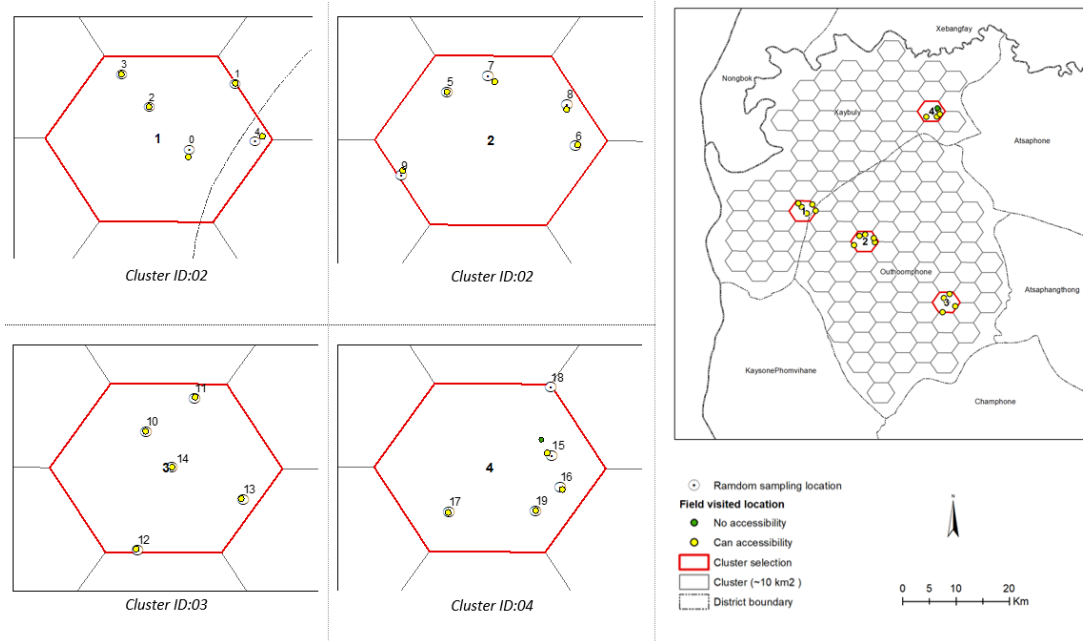 3
1
2
0
4
1
Cluster ID:02
7
5
8
6
2
9
Cluster ID:02
11
10
3
14
13
12
Cluster ID:03
18
15
4
16
17
19
Cluster ID:04
Xebangfay
Nongbok
Xaybuly
4
Atsaphone
1
2
Outhoomphone
Atsaphangthong
3
KaysonePhomvihane
Champhone
Ramdom sampling location
Field visited location
No accessibility
Can accessibility
Cluster selection
Cluster (~10 km2 )
District boundary
N
0 5 10 20
Km